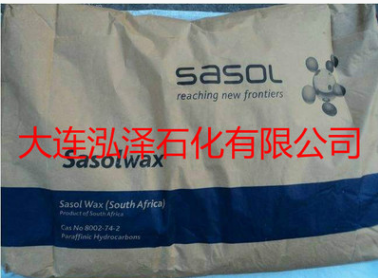 sasol
reaching new frontiers
大连泓泽石化有限公司
Sasolwax
Sasol Wax (South Africa)
Product of South Africa
Cas No 8002-74-2
Paraffinic Hydrocarbons